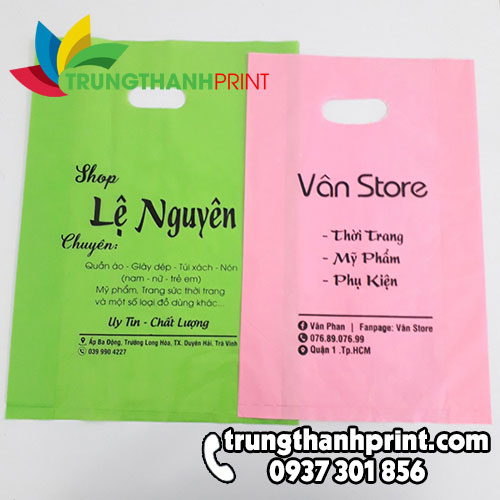 TRUNGTHANHPRINT
Shop
Lệ Nguyên
Chuyên:
Quần áo - Giày dép - Túi xách - Nón
(nam - nữ - trẻ em)
Mỹ phẩm, Trang sức thời trang
và một số loại đồ dùng khác...
Uy Tín - Chất Lượng
Ấp Ba Động, Trường Long Hòa, TX. Duyên Hải, Trà Vinh
039 990 4227
Vân Store
- Thời Trang
- Mỹ Phẩm
- Phụ Kiện
Vân Phan | Fanpage: Vân Store
076.89.076.99
Quận 1 .Tp.HCM
trungthanhprint.com
0937 301 856